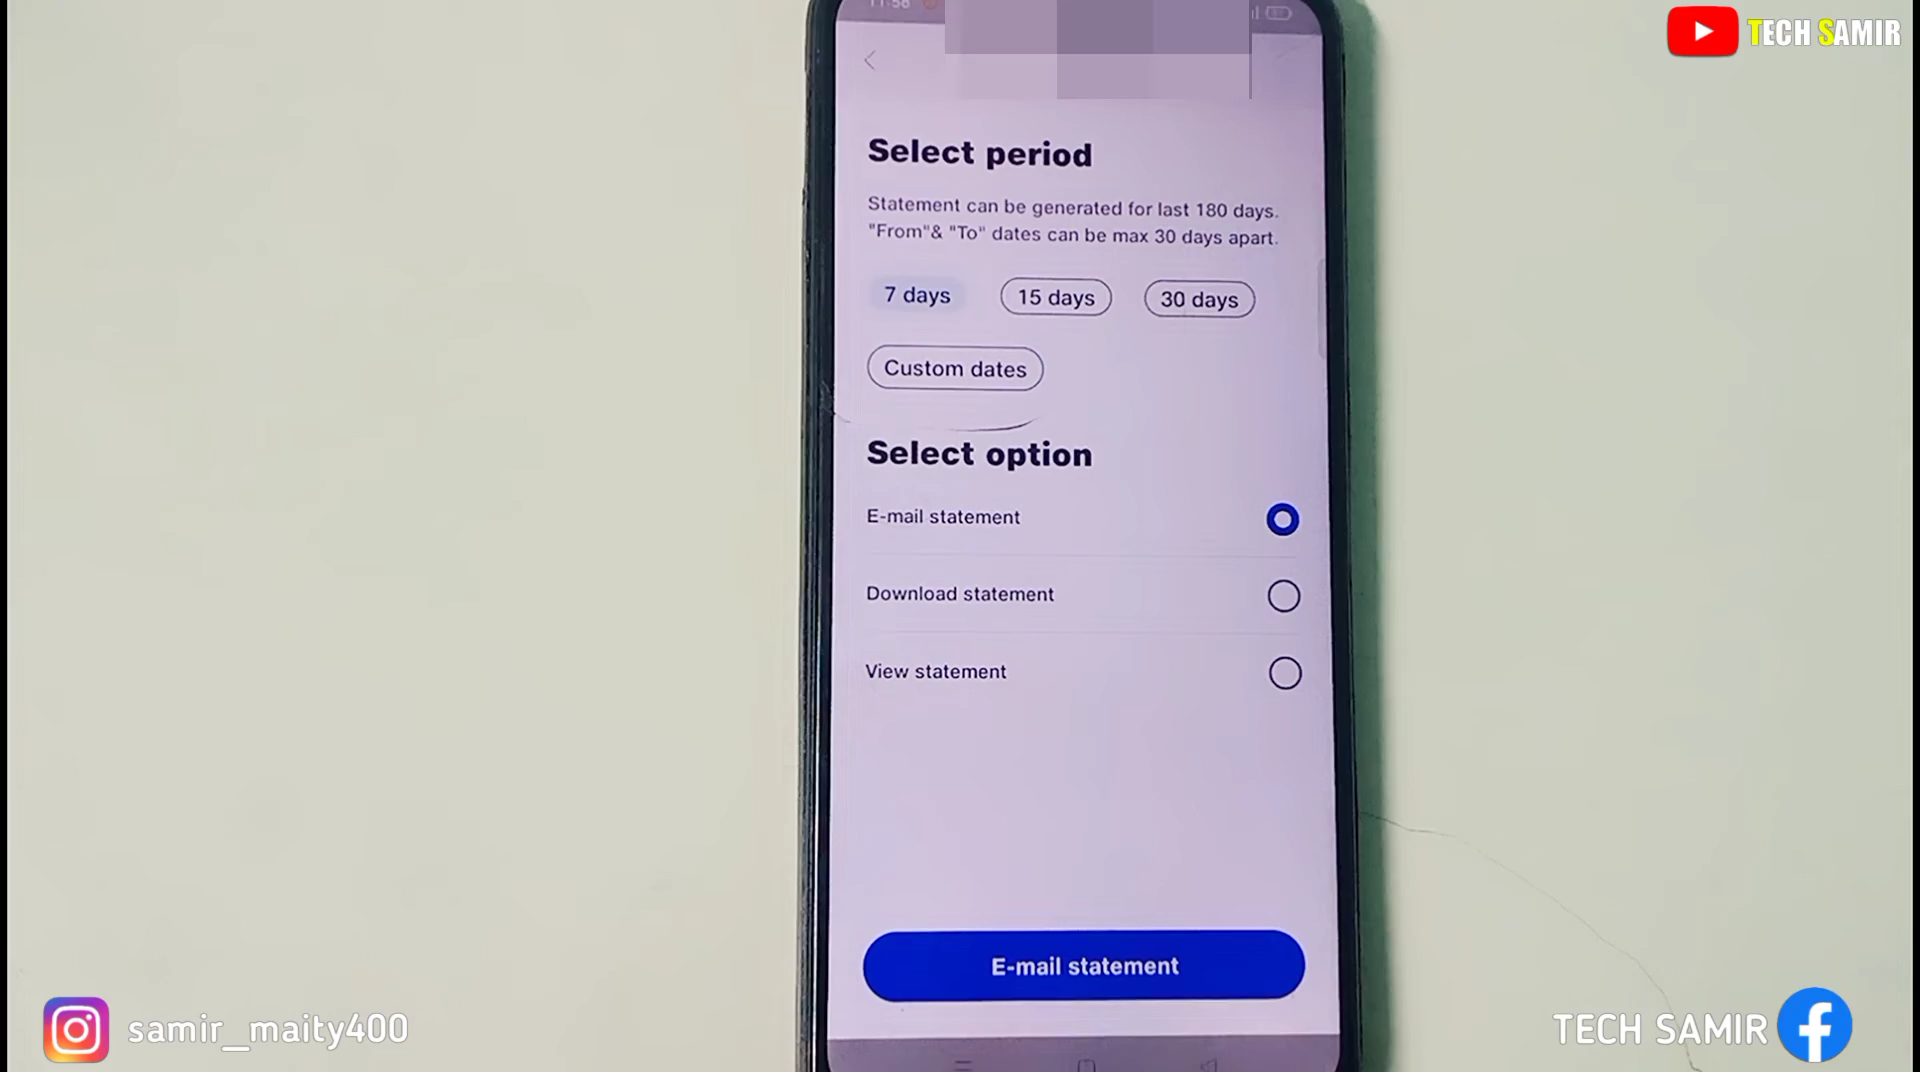 11:56
TECH SAMIR
Select period
Statement can be generated for last 180 days.
"From"& "To" dates can be max 30 days apart.
7 days
15 days
30 days
Custom dates
Select option
E-mail statement
Download statement
View statement
E-mail statement
samir_maity400
TECH SAMIR